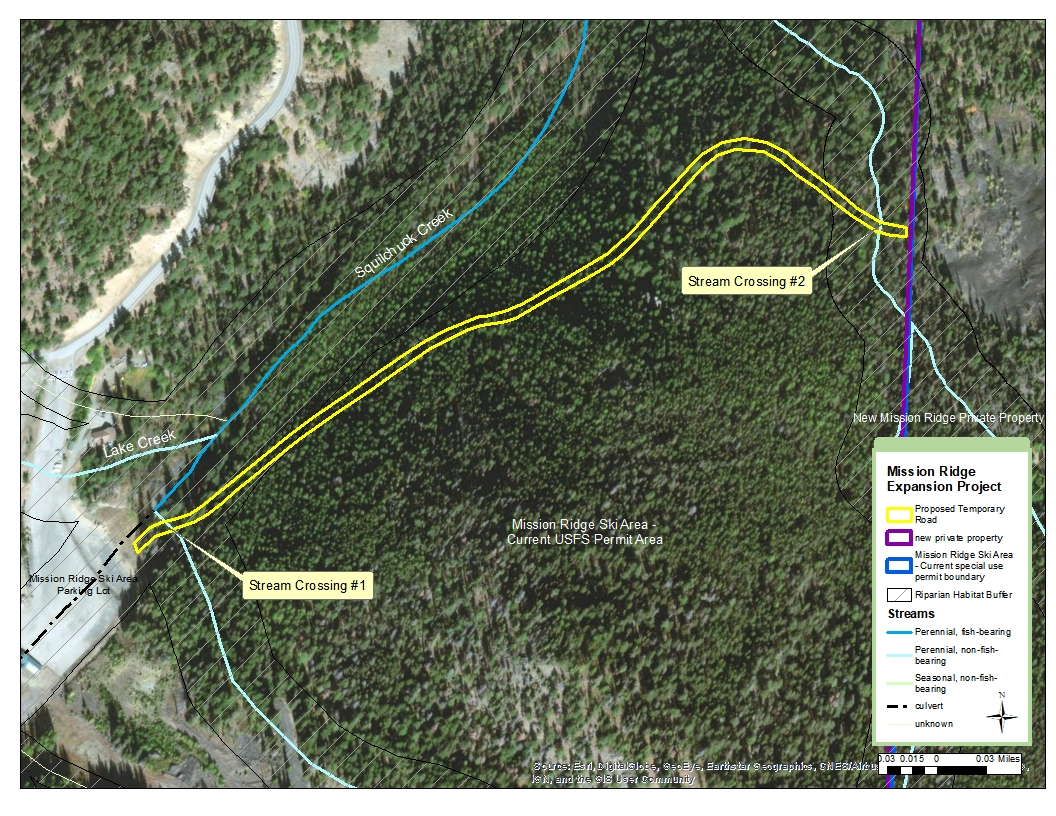 Squilchuck Creek
Stream Crossing #2
New Mission Ridge Private Property
Lake Creek
Mission Ridge Ski Area -
Current USFS Permit Area
Mission Ridge Ski Area
Parking Lot
Stream Crossing #1
Mission Ridge
Expansion Project
Proposed Temporary
Road
new private property
Mission Ridge Ski Area
- Current special use
permit boundary
Riparian Habitat Buffer
Streams
Perennial, fish-bearing
Perennial, non-fish-
bearing
Seasonal, non-fish-
bearing
culvert
unknown
N
0.03 0.015 0 0.03 Miles
Source: Esri, DigitalGlobe, GeoEye, Earthstar Geographics, CNES/Airbus
IGN, and the GIS User Community